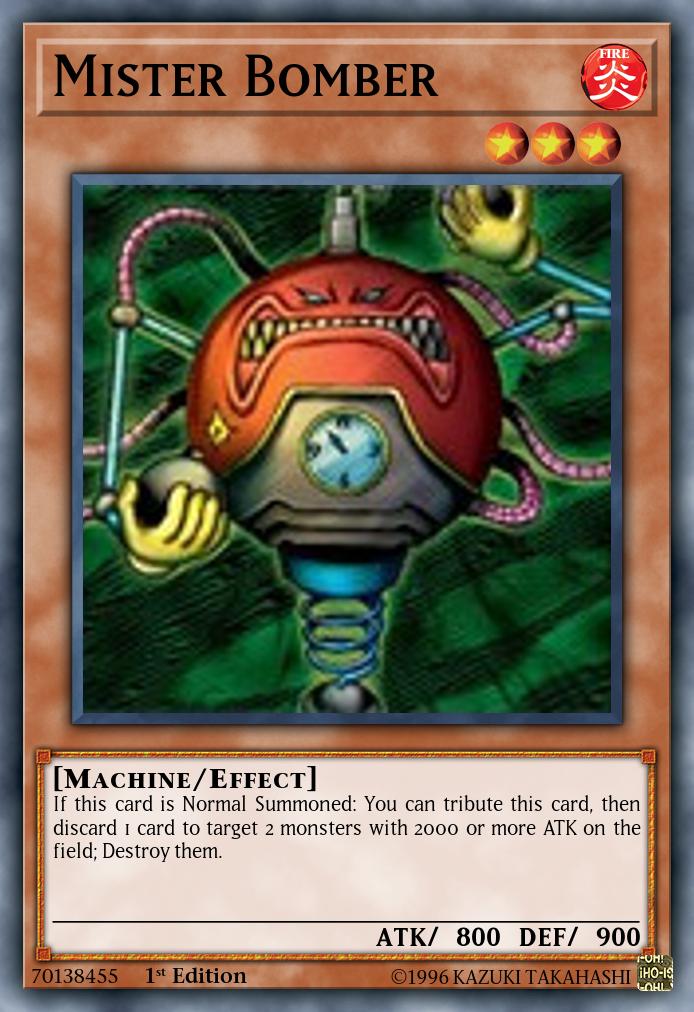 Mister Bomber
FIRE
炎
[Machine/Effect]
If this card is Normal Summoned: You can tribute this card, then
discard 1 card to target 2 monsters with 2000 or more ATK on the
field; Destroy them.
ATK/ 800 DEF/ 900
70138455 1st Edition ©1996 KAZUKI TAKAHASHI